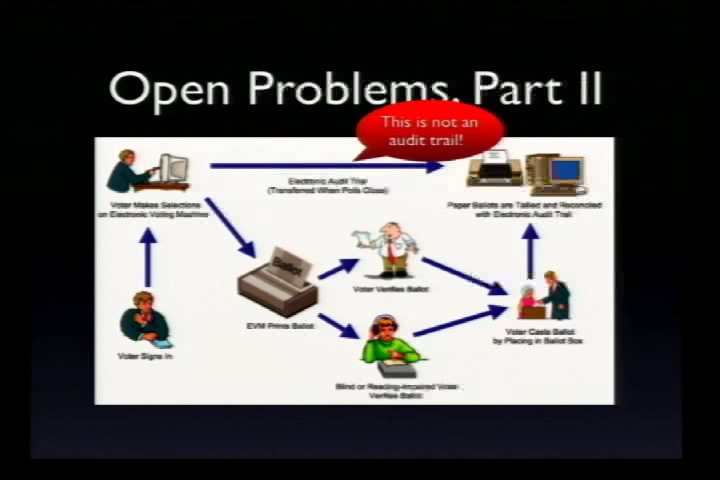 Open Problems, Part II
This is not an
audit trail!
Electronic Audit Trial
(Transferred When Polls Close)
Voter Makes Selections
on Electronic Voting Machine
Paper Ballots are Tallied and Reconciled
with Electronic Audit Trail
Ballot
Voter Verifies Ballot
EVM Prints Ballot
Voter Casts Ballot
by Placing in Ballot Box
Voter Signs In
Blind or Reading-Impaired Voter
Verifies Ballot